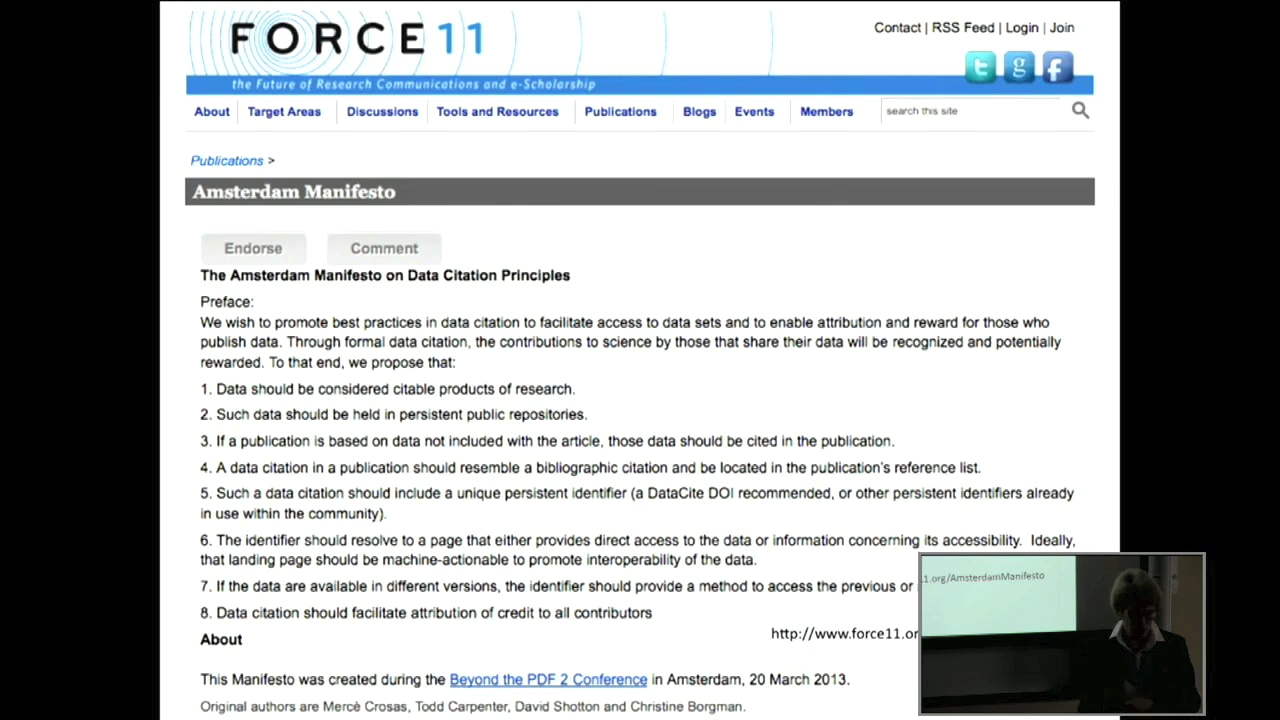 FORCE11
Contact | RSS Feed | Login | Join
the Future of Research Communications and e-Scholarship
About
Target Areas
Discussions
Tools and Resources
Publications
Blogs
Events
Members
search this site
Publications >
Amsterdam Manifesto
Endorse
Comment
The Amsterdam Manifesto on Data Citation Principles
Preface:
We wish to promote best practices in data citation to facilitate access to data sets and to enable attribution and reward for those who
publish data. Through formal data citation, the contributions to science by those that share their data will be recognized and potentially
rewarded. To that end, we propose that:
1. Data should be considered citable products of research.
2. Such data should be held in persistent public repositories.
3. If a publication is based on data not included with the article, those data should be cited in the publication.
4. A data citation in a publication should resemble a bibliographic citation and be located in the publication's reference list.
5. Such a data citation should include a unique persistent identifier (a DataCite DOI recommended, or other persistent identifiers already
in use within the community).
6. The identifier should resolve to a page that either provides direct access to the data or information concerning its accessibility. Ideally,
that landing page should be machine-actionable to promote interoperability of the data.
7. If the data are available in different versions, the identifier should provide a method to access the previous or
8. Data citation should facilitate attribution of credit to all contributors
http://www.force11.or
1.org/AmsterdamManifesto
About
This Manifesto was created during the Beyond the PDF 2 Conference in Amsterdam, 20 March 2013.
Original authors are Mercè Crosas, Todd Carpenter, David Shotton and Christine Borgman.